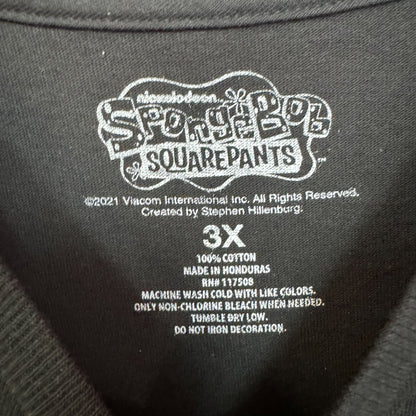 nickelodeon
SpongeBob
SQUAREPANTS
™
©2021 Viacom International Inc. All Rights Reserved.
Created by Stephen Hillenburg.
3X
100% COTTON
MADE IN HONDURAS
RN# 117508
MACHINE WASH COLD WITH LIKE COLORS.
ONLY NON-CHLORINE BLEACH WHEN NEEDED.
TUMBLE DRY LOW.
DO NOT IRON DECORATION.